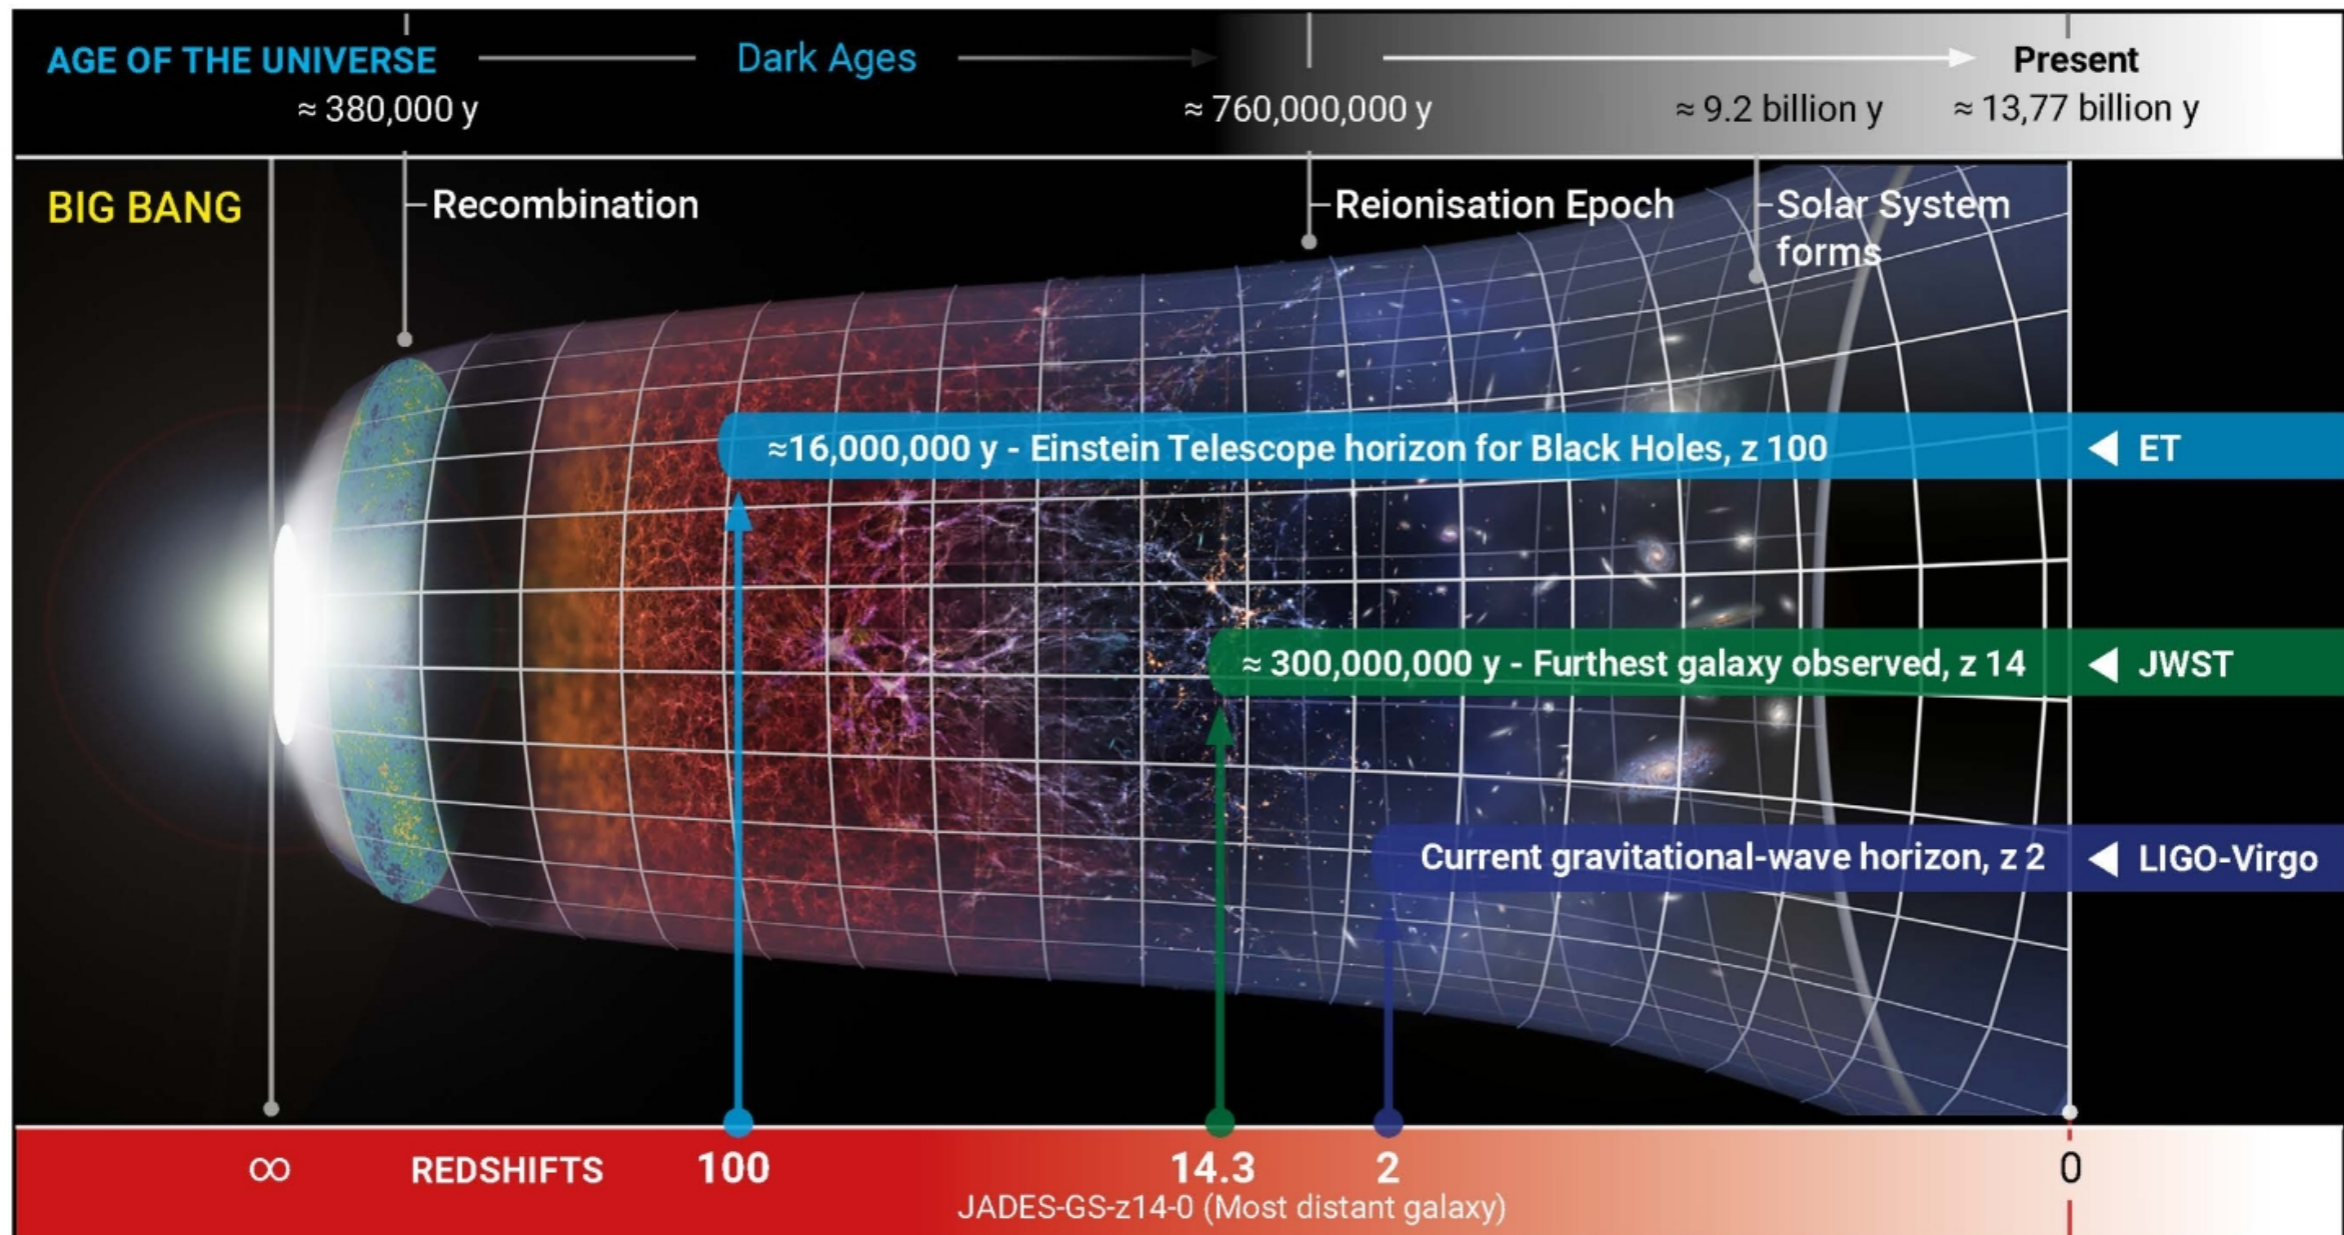 AGE OF THE UNIVERSE
Dark Ages
Present
≈ 380,000 y
≈ 760,000,000 y
≈ 9.2 billion y
≈ 13,77 billion y
BIG BANG
Recombination
Reionisation Epoch
Solar System
forms
≈16,000,000 y - Einstein Telescope horizon for Black Holes, z 100
ET
≈ 300,000,000 y - Furthest galaxy observed, z 14
JWST
Current gravitational-wave horizon, z 2
LIGO-Virgo
∞
REDSHIFTS
100
14.3
2
0
JADES-GS-z14-0 (Most distant galaxy)